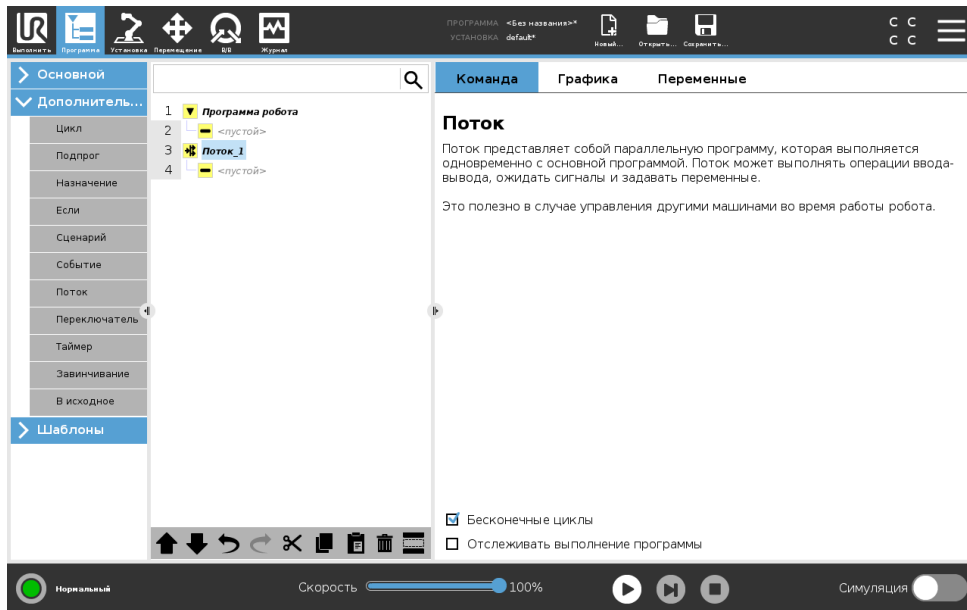 UR
Выполнить Программа Установка Перемещение В/В Журнал
ПРОГРАММА <Без названия>*
УСТАНОВКА default*
Новый... Открыть... Сохранить...
C C
C C
Основной
Дополнитель...
Цикл
Подпрог
Назначение
Если
Сценарий
Событие
Поток
Переключатель
Таймер
Завинчивание
В исходное
Шаблоны
1 Программа робота
2 <пустой>
3 Поток_1
4 <пустой>
Команда Графика Переменные
Поток
Поток представляет собой параллельную программу, которая выполняется
одновременно с основной программой. Поток может выполнять операции ввода-
вывода, ожидать сигналы и задавать переменные.
Это полезно в случае управления другими машинами во время работы робота.
Бесконечные циклы
Отслеживать выполнение программы
Нормальный
Скорость 100%
Симуляция